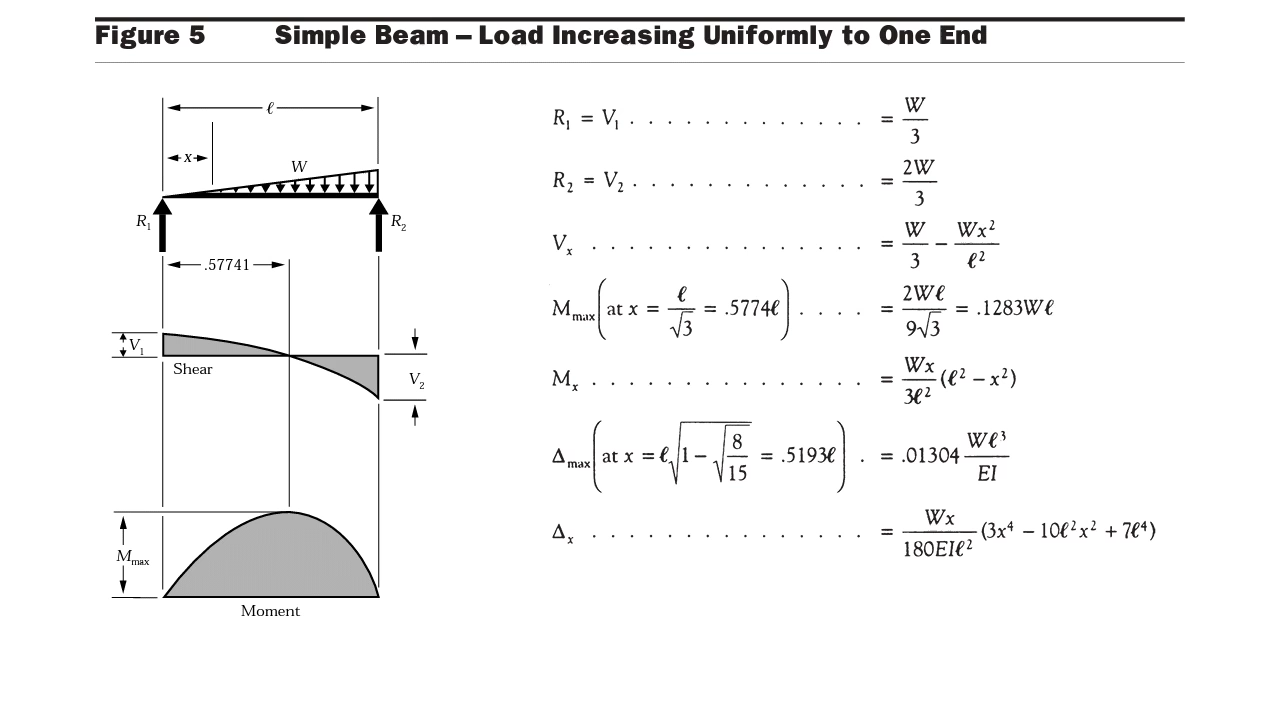 Figure 5 Simple Beam – Load Increasing Uniformly to One End
ℓ
x
W
R₁
R₂
.57741
V₁
Shear
V₂
Mmax
Moment
R₁ = V₁ . . . . . . . . . . . . . = W/3
R₂ = V₂ . . . . . . . . . . . . . = 2W/3
Vₓ . . . . . . . . . . . . . . . = W/3 − Wx²/ℓ²
Mmax (at x = ℓ/√3 = .5774ℓ) . . . . = 2Wℓ/9√3 = .1283Wℓ
Mₓ . . . . . . . . . . . . . . . = Wx/3ℓ² (ℓ² − x²)
Δmax (at x = ℓ√(1 − √(8/15)) = .5193ℓ) . = .01304 Wℓ³/EI
Δₓ . . . . . . . . . . . . . . . = Wx/180EIℓ² (3x⁴ − 10ℓ²x² + 7ℓ⁴)